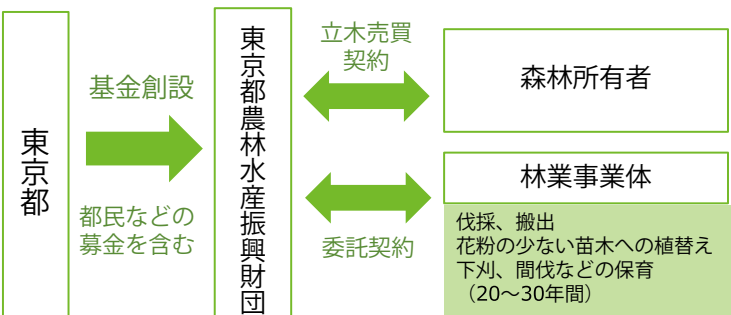 東京都
基金創設
都民などの
募金を含む
東京都農林水産振興財団
立木売買
契約
森林所有者
委託契約
林業事業体
伐採、搬出
花粉の少ない苗木への植替え
下刈、間伐などの保育
（20～30年間）